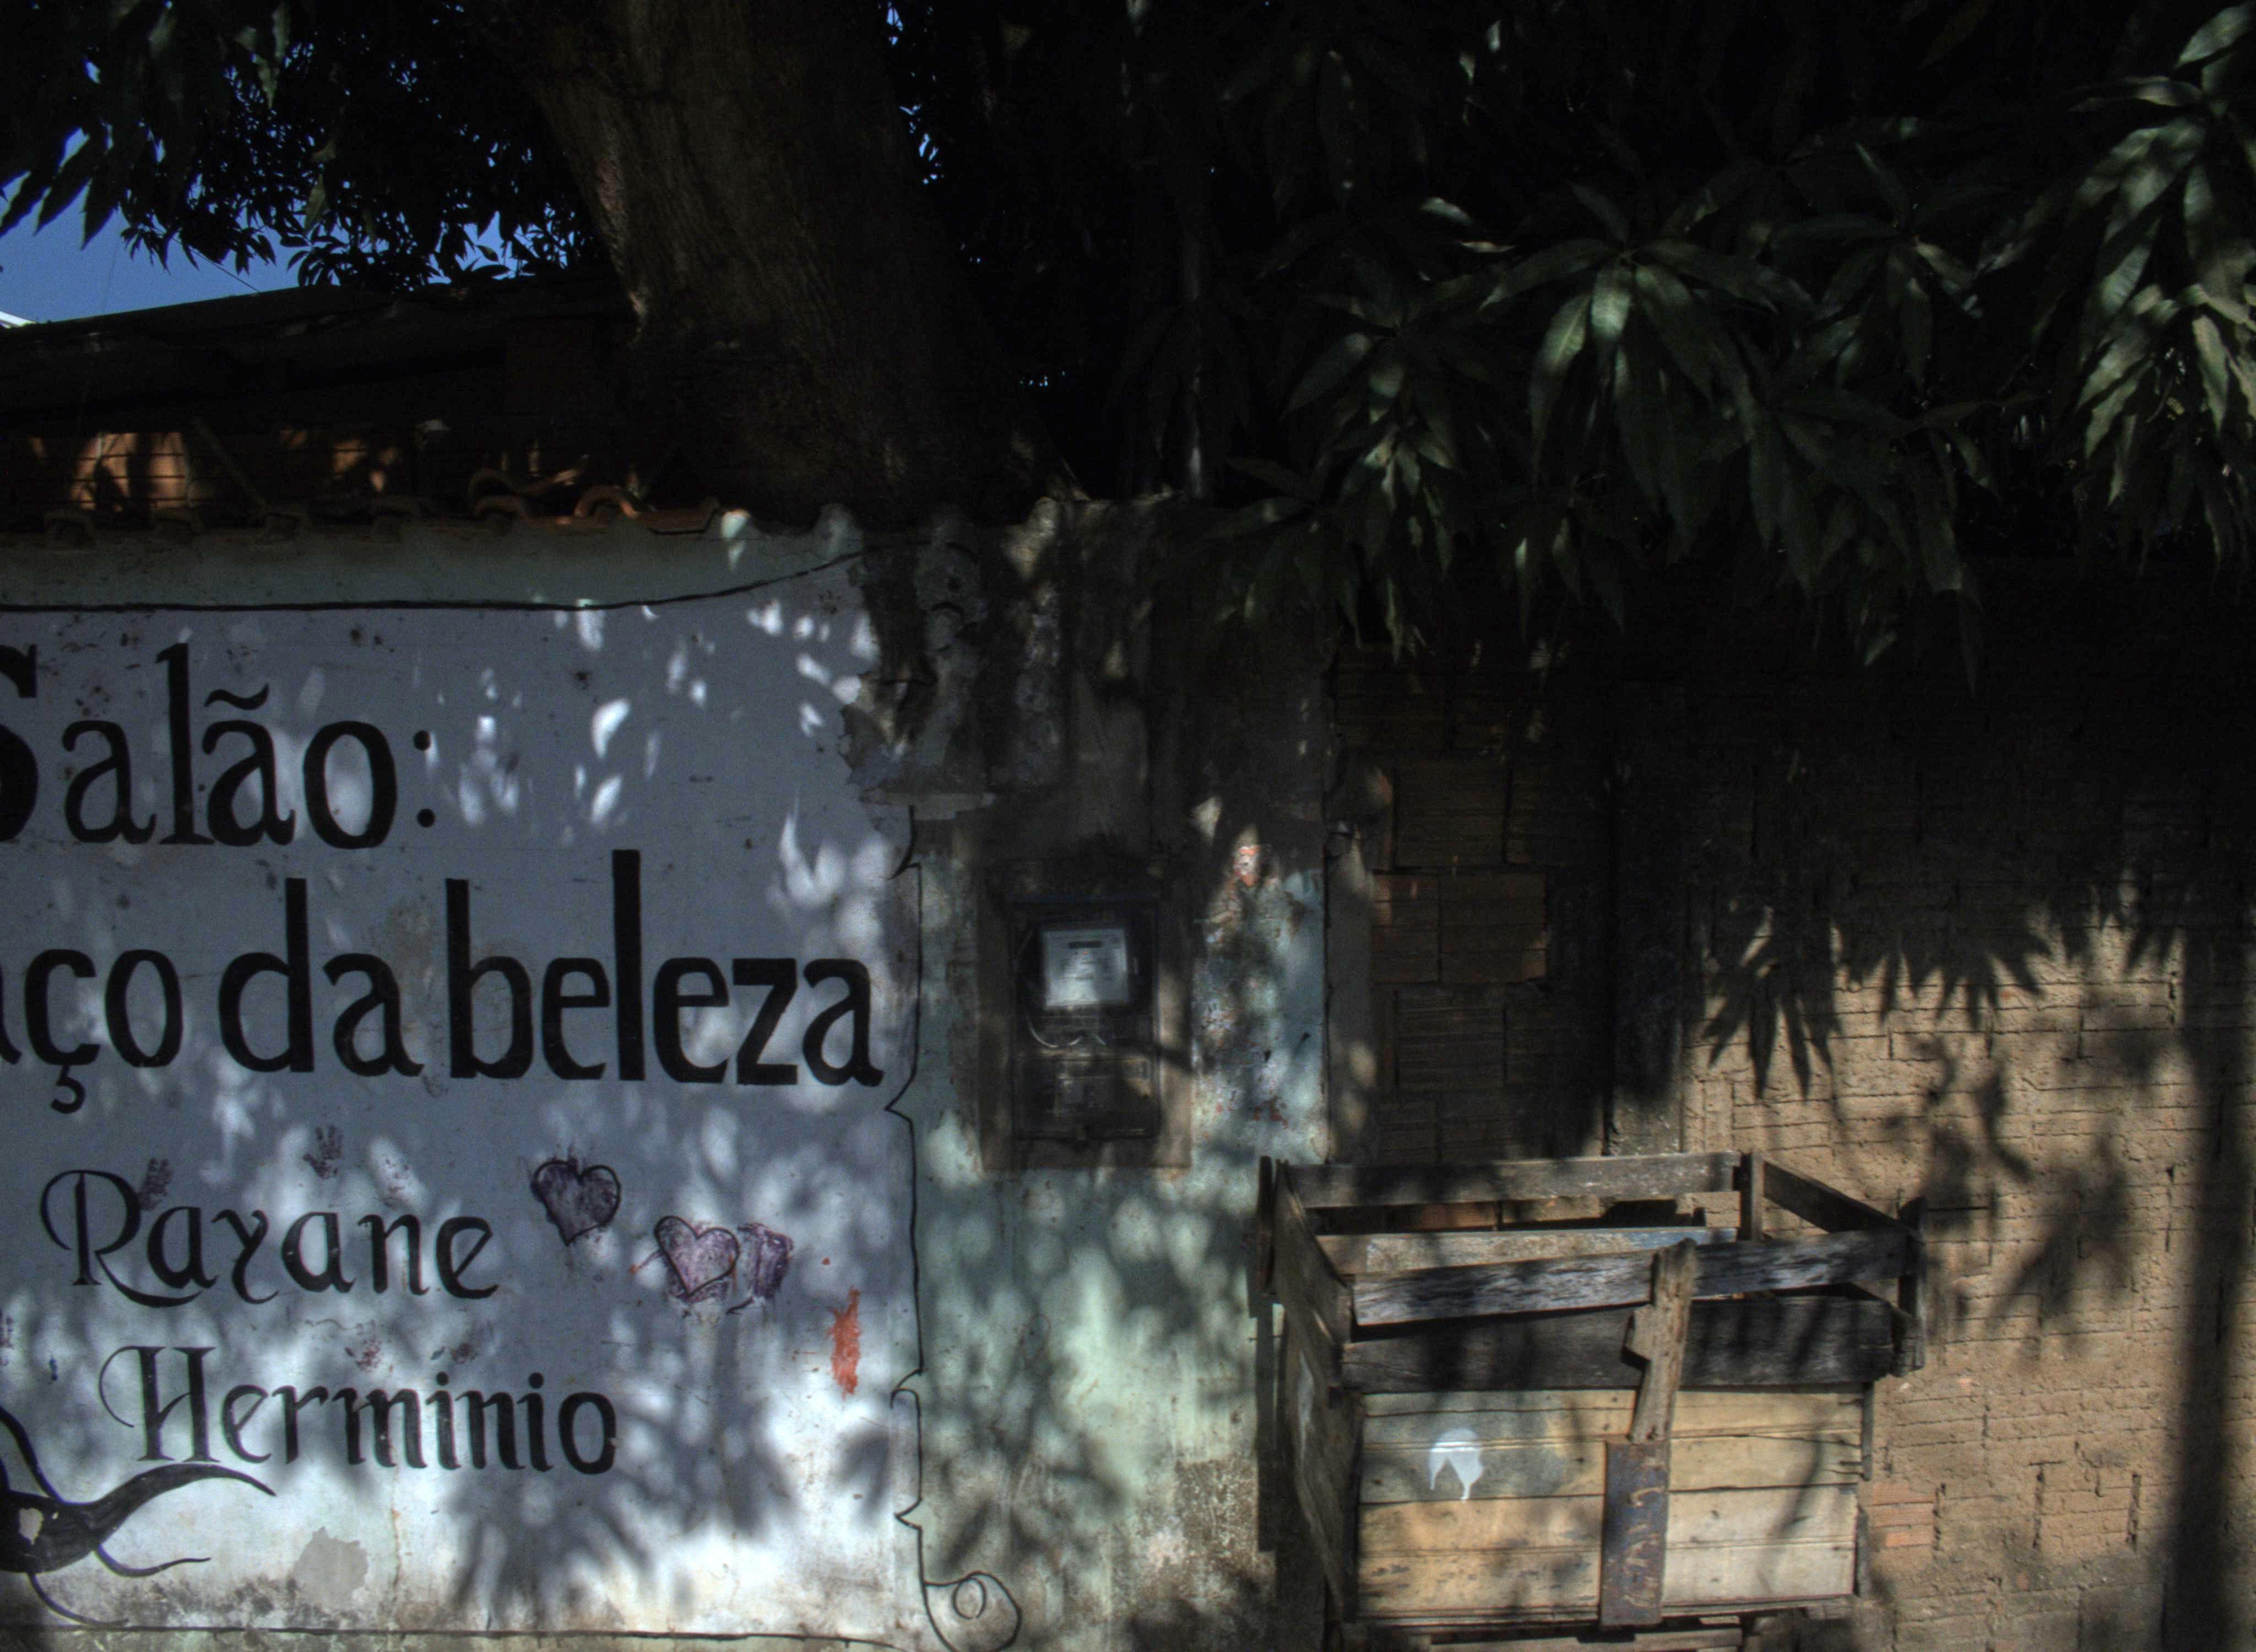 Salão:
aço da beleza
Rayane
Herminio